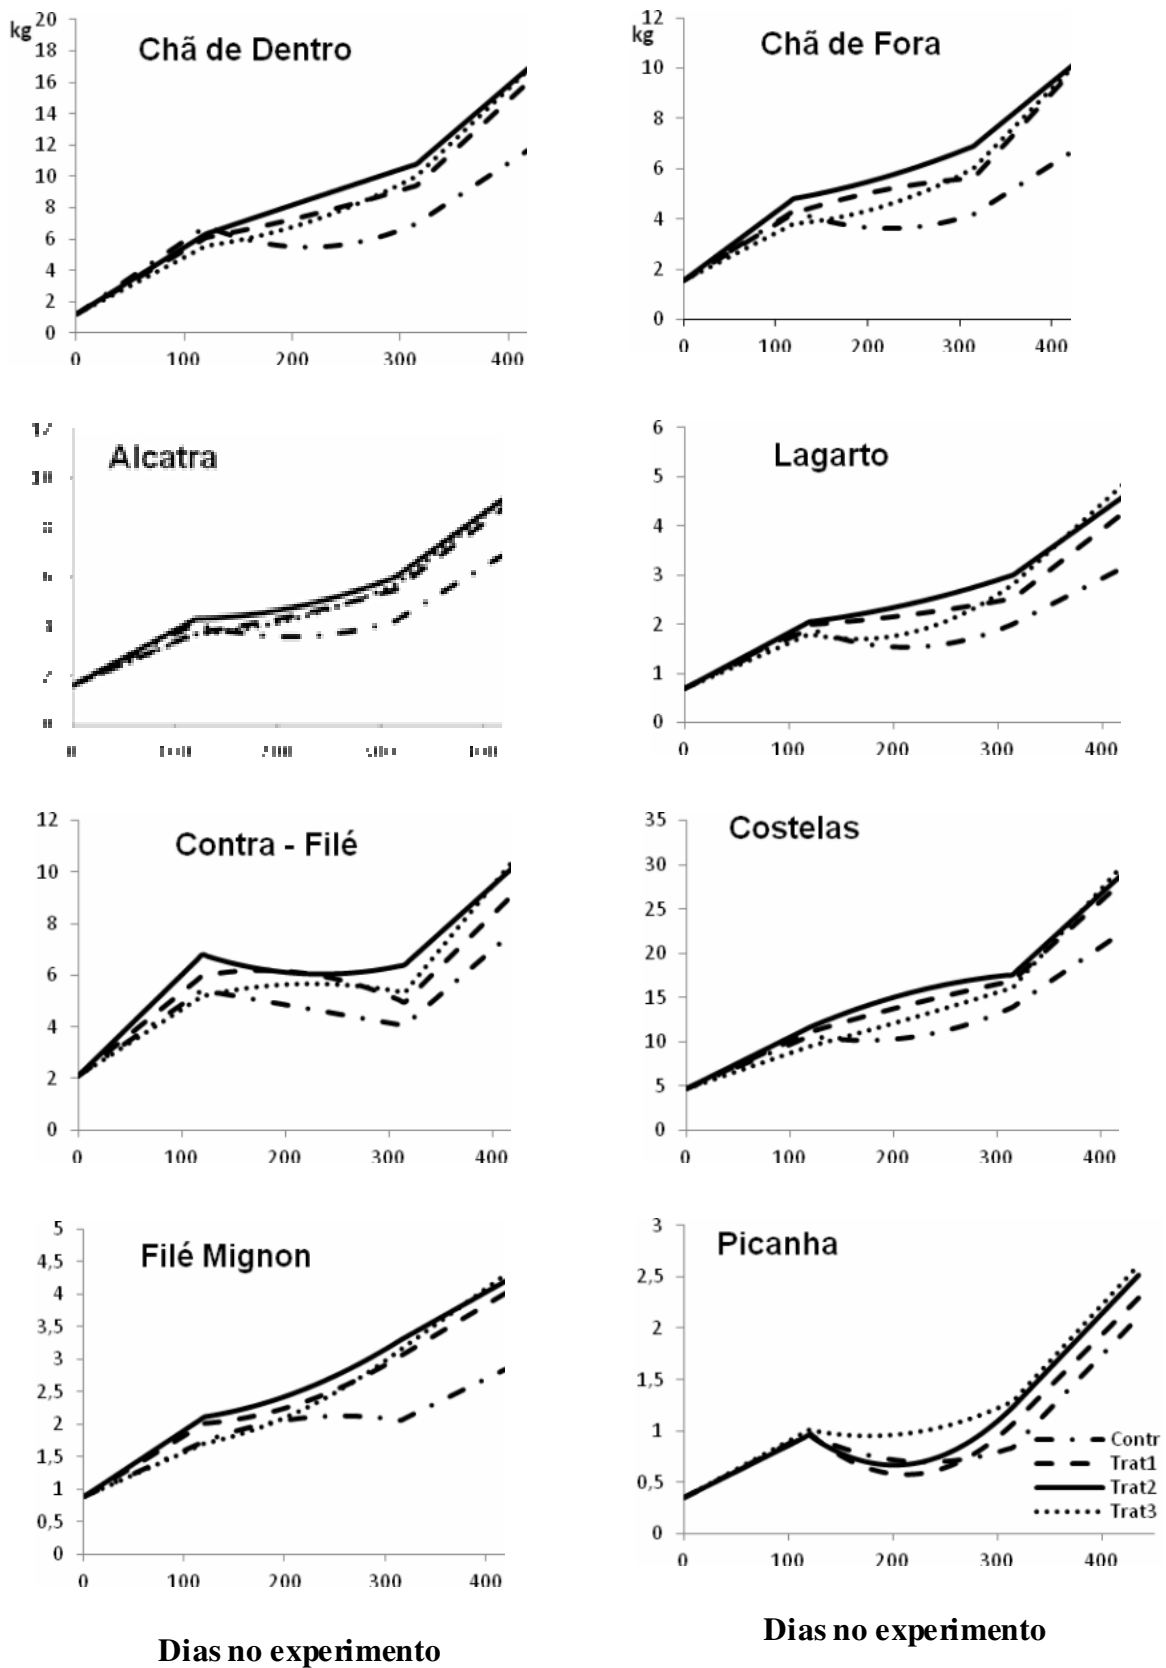 kg
Chã de Dentro
20
18
16
14
12
10
8
6
4
2
0
0 100 200 300 400
kg
Chã de Fora
12
10
8
6
4
2
0
0 100 200 300 400
Alcatra
Lagarto
6
5
4
3
2
1
0
0 100 200 300 400
Contra - Filé
12
10
8
6
4
2
0
0 100 200 300 400
Costelas
35
30
25
20
15
10
5
0
0 100 200 300 400
Filé Mignon
5
4,5
4
3,5
3
2,5
2
1,5
1
0,5
0
0 100 200 300 400
Picanha
3
2,5
2
1,5
1
0,5
0
0 100 200 300 400
Contr
Trat1
Trat2
Trat3
Dias no experimento
Dias no experimento